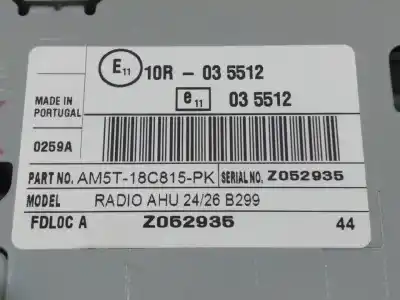 E11 10R - 03 5512
e11 03 5512
MADE IN
PORTUGAL
0259A
PART NO. AM5T-18C815-PK SERIAL NO. Z052935
MODEL RADIO AHU 24/26 B299
FDLOC A Z052935 44